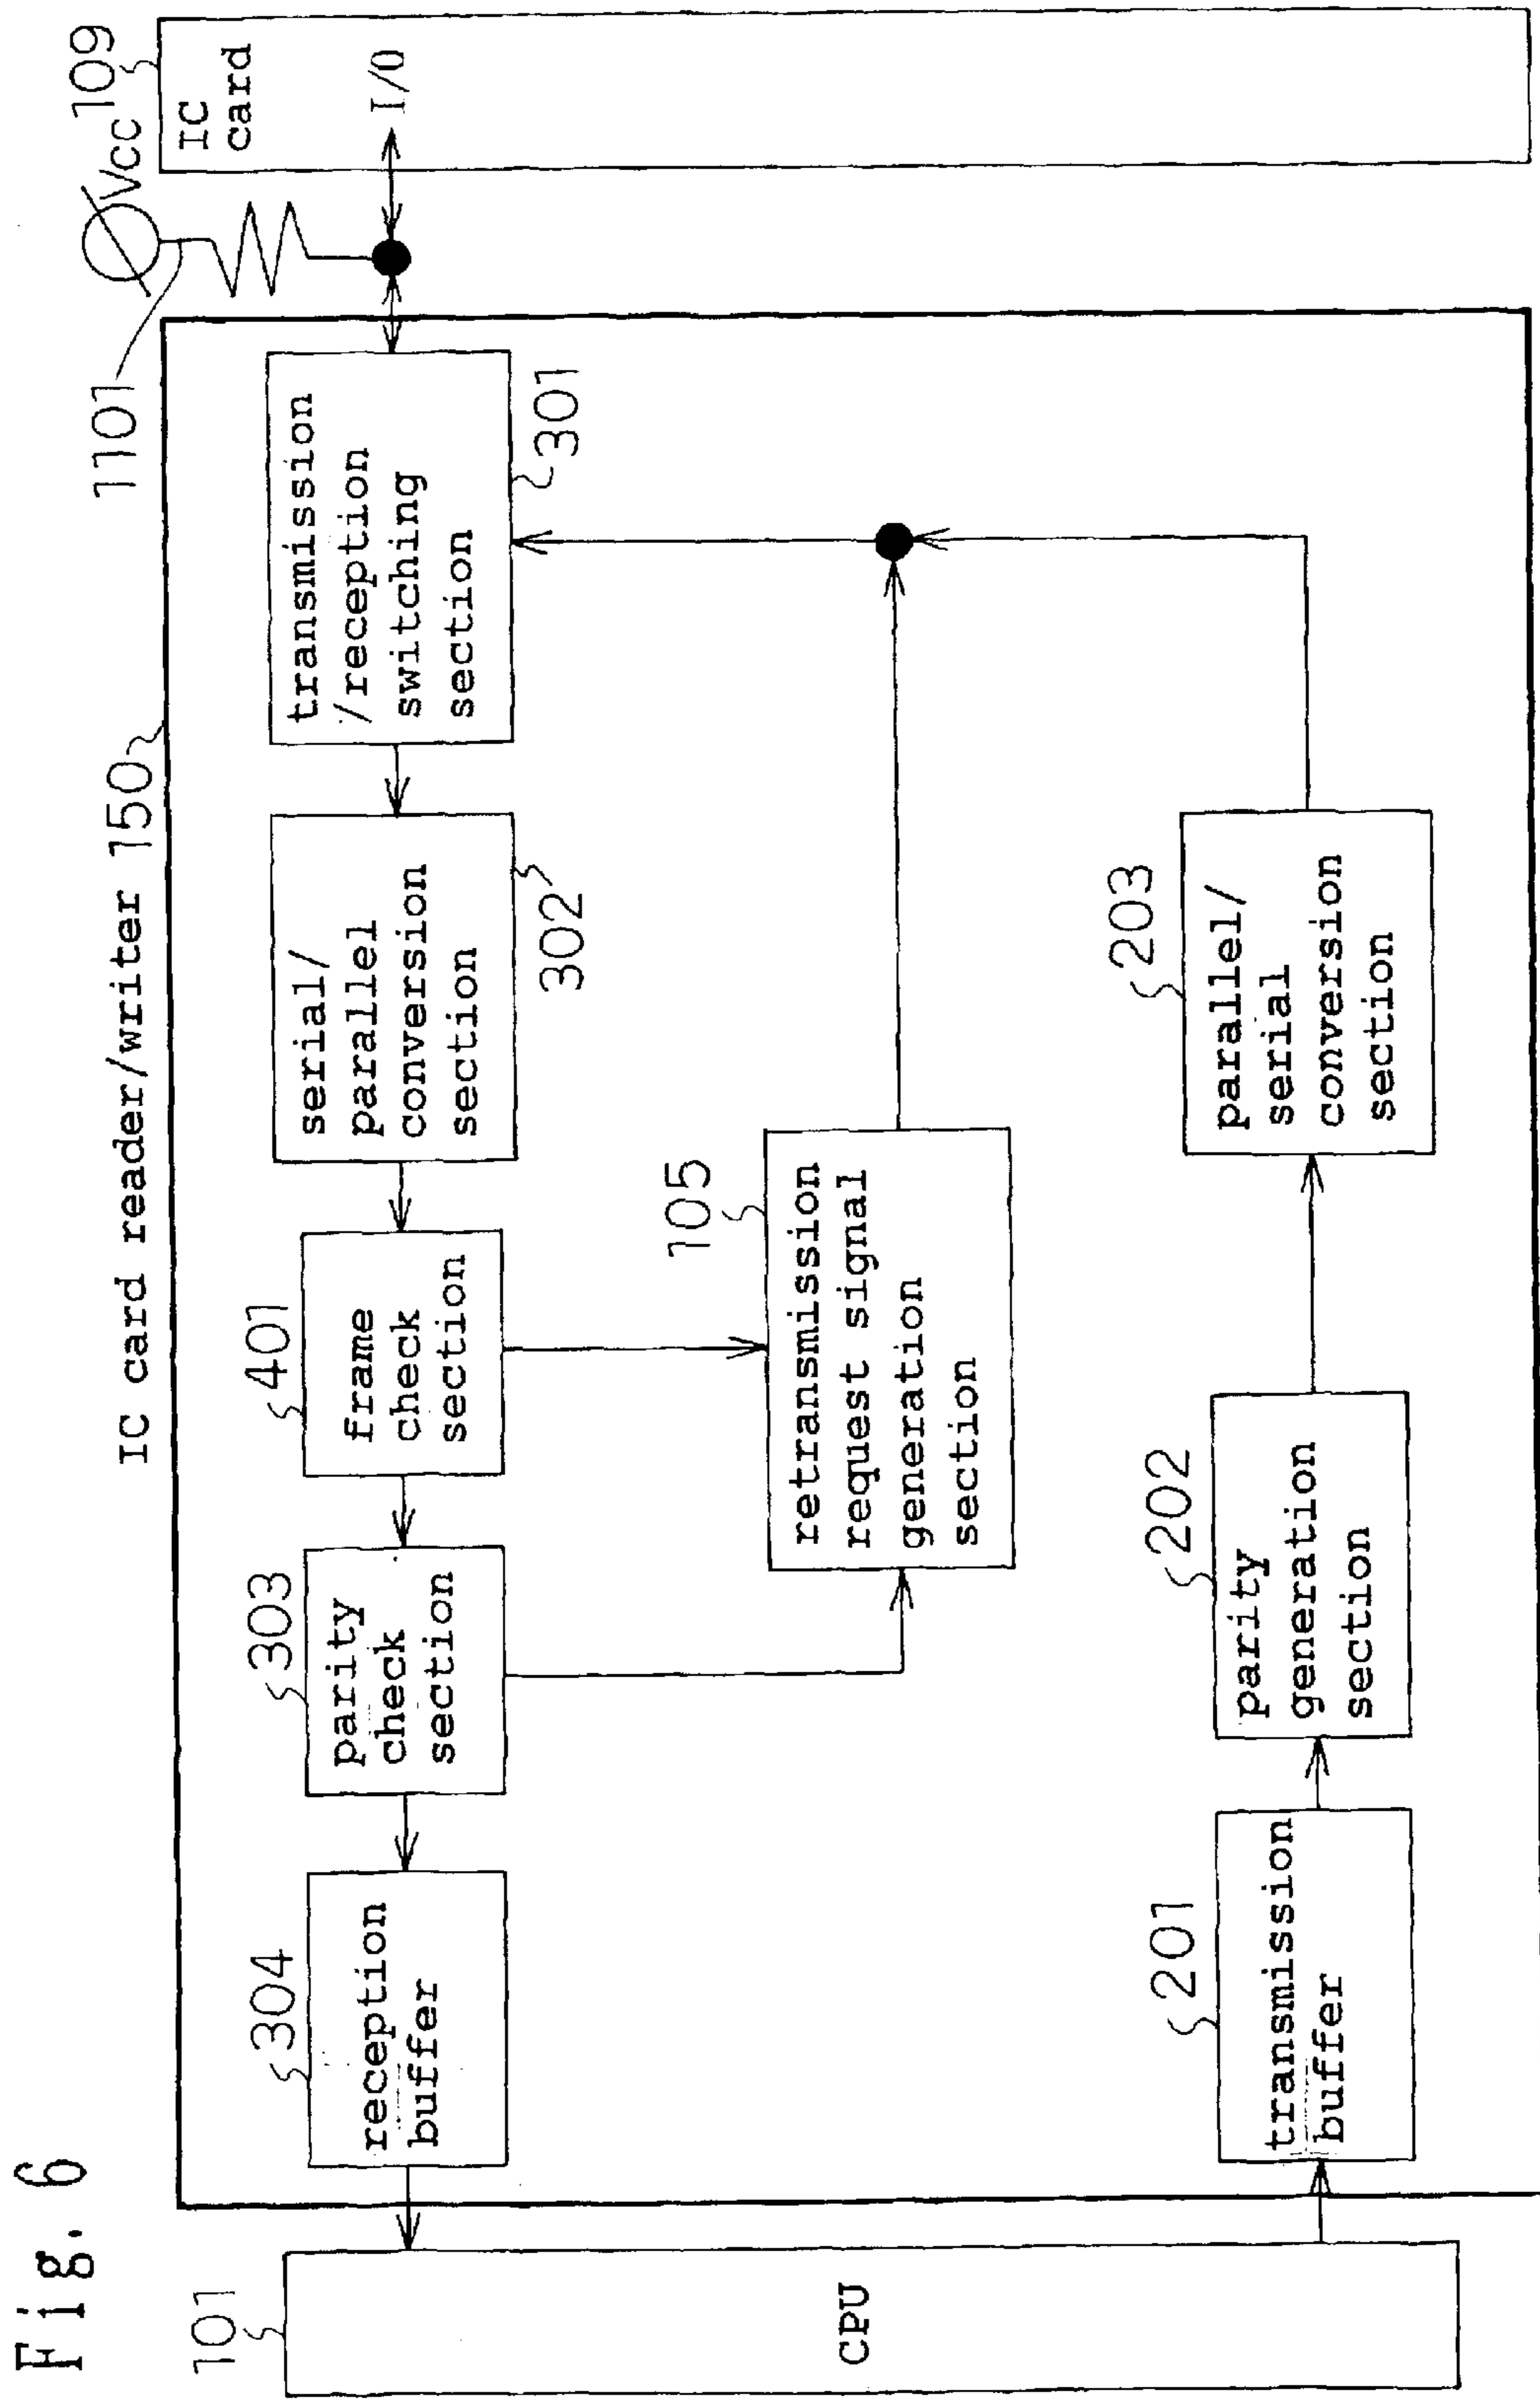 Fig. 6
IC card reader/writer 150
1101
Vcc
109
IC
card
I/O
101
CPU
304
reception
buffer
303
parity
check
section
401
frame
check
section
serial/
parallel
conversion
section
302
transmission
/reception
switching
section
301
105
retransmission
request signal
generation
section
201
transmission
buffer
202
parity
generation
section
203
parallel/
serial
conversion
section